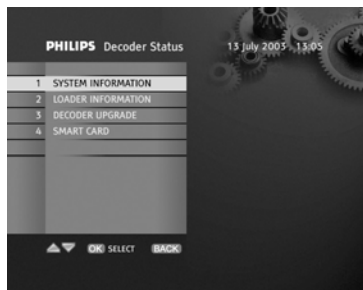 PHILIPS Decoder Status 13 July 2003 13:05
1 SYSTEM INFORMATION
2 LOADER INFORMATION
3 DECODER UPGRADE
4 SMART CARD
OK SELECT BACK